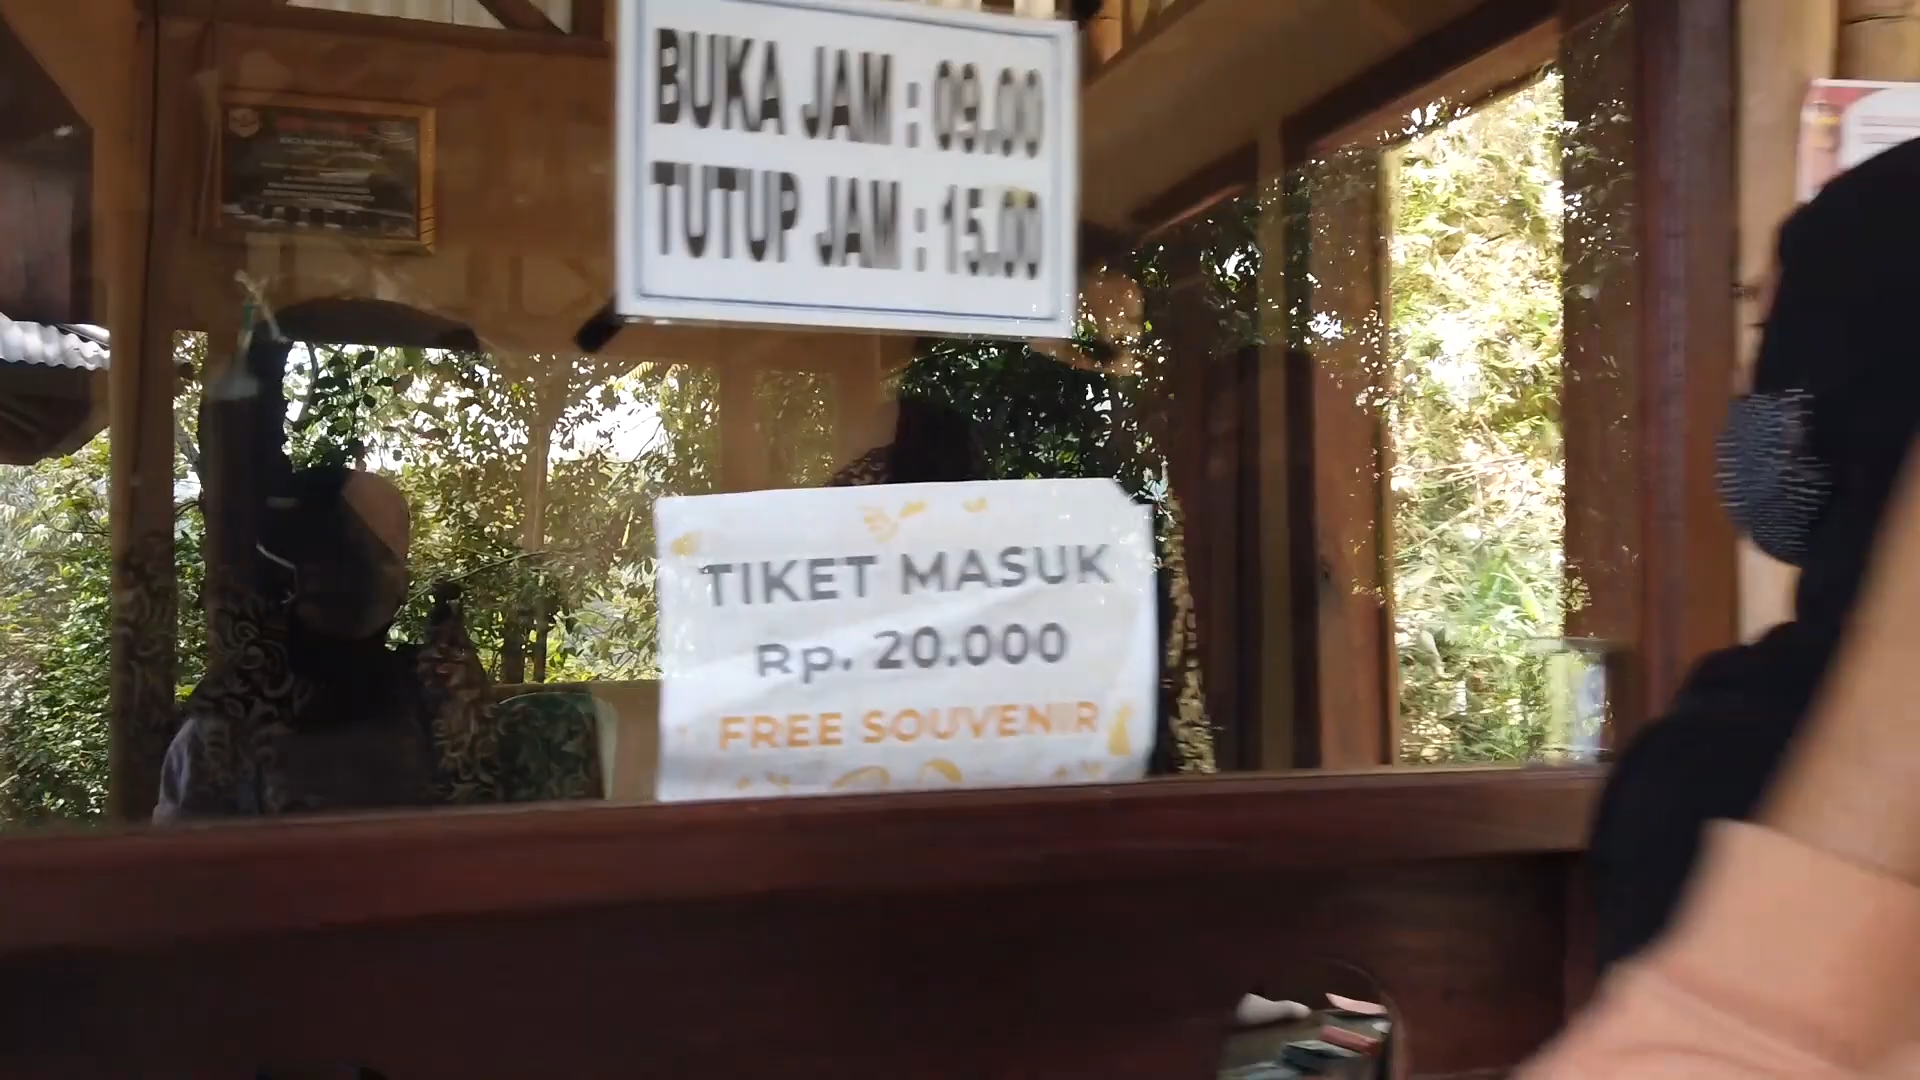 BUKA JAM : 09.00
TUTUP JAM : 15.00
TIKET MASUK
Rp. 20.000
FREE SOUVENIR